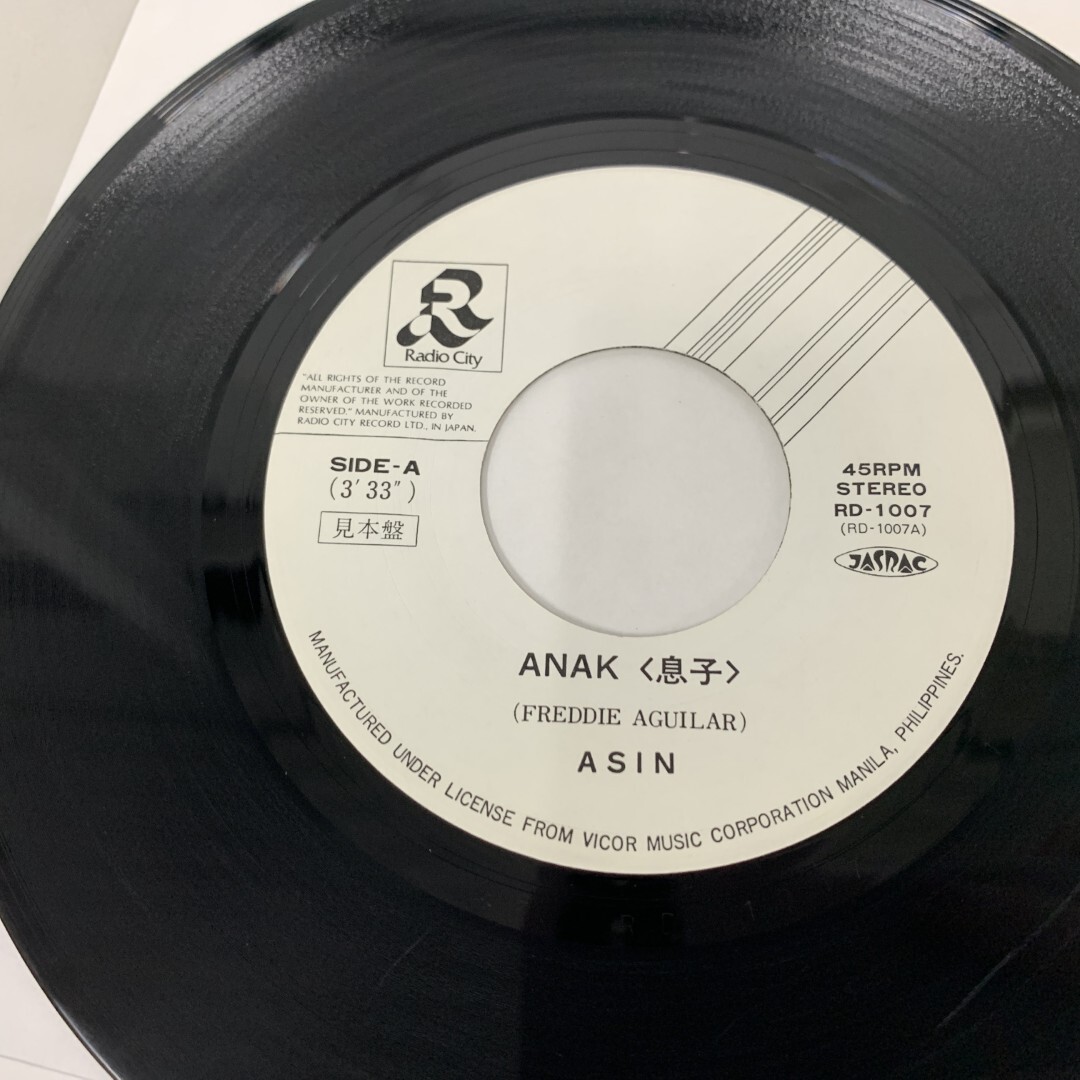 Radio City
"ALL RIGHTS OF THE RECORD
MANUFACTURER AND OF THE
OWNER OF THE WORK RECORDED
RESERVED." MANUFACTURED BY
RADIO CITY RECORD LTD., IN JAPAN.
SIDE-A
(3′33″)
見本盤
45RPM
STEREO
RD-1007
(RD-1007A)
JASRAC
ANAK〈息子〉
(FREDDIE AGUILAR)
ASIN
MANUFACTURED UNDER LICENSE FROM VICOR MUSIC CORPORATION MANILA, PHILIPPINES.